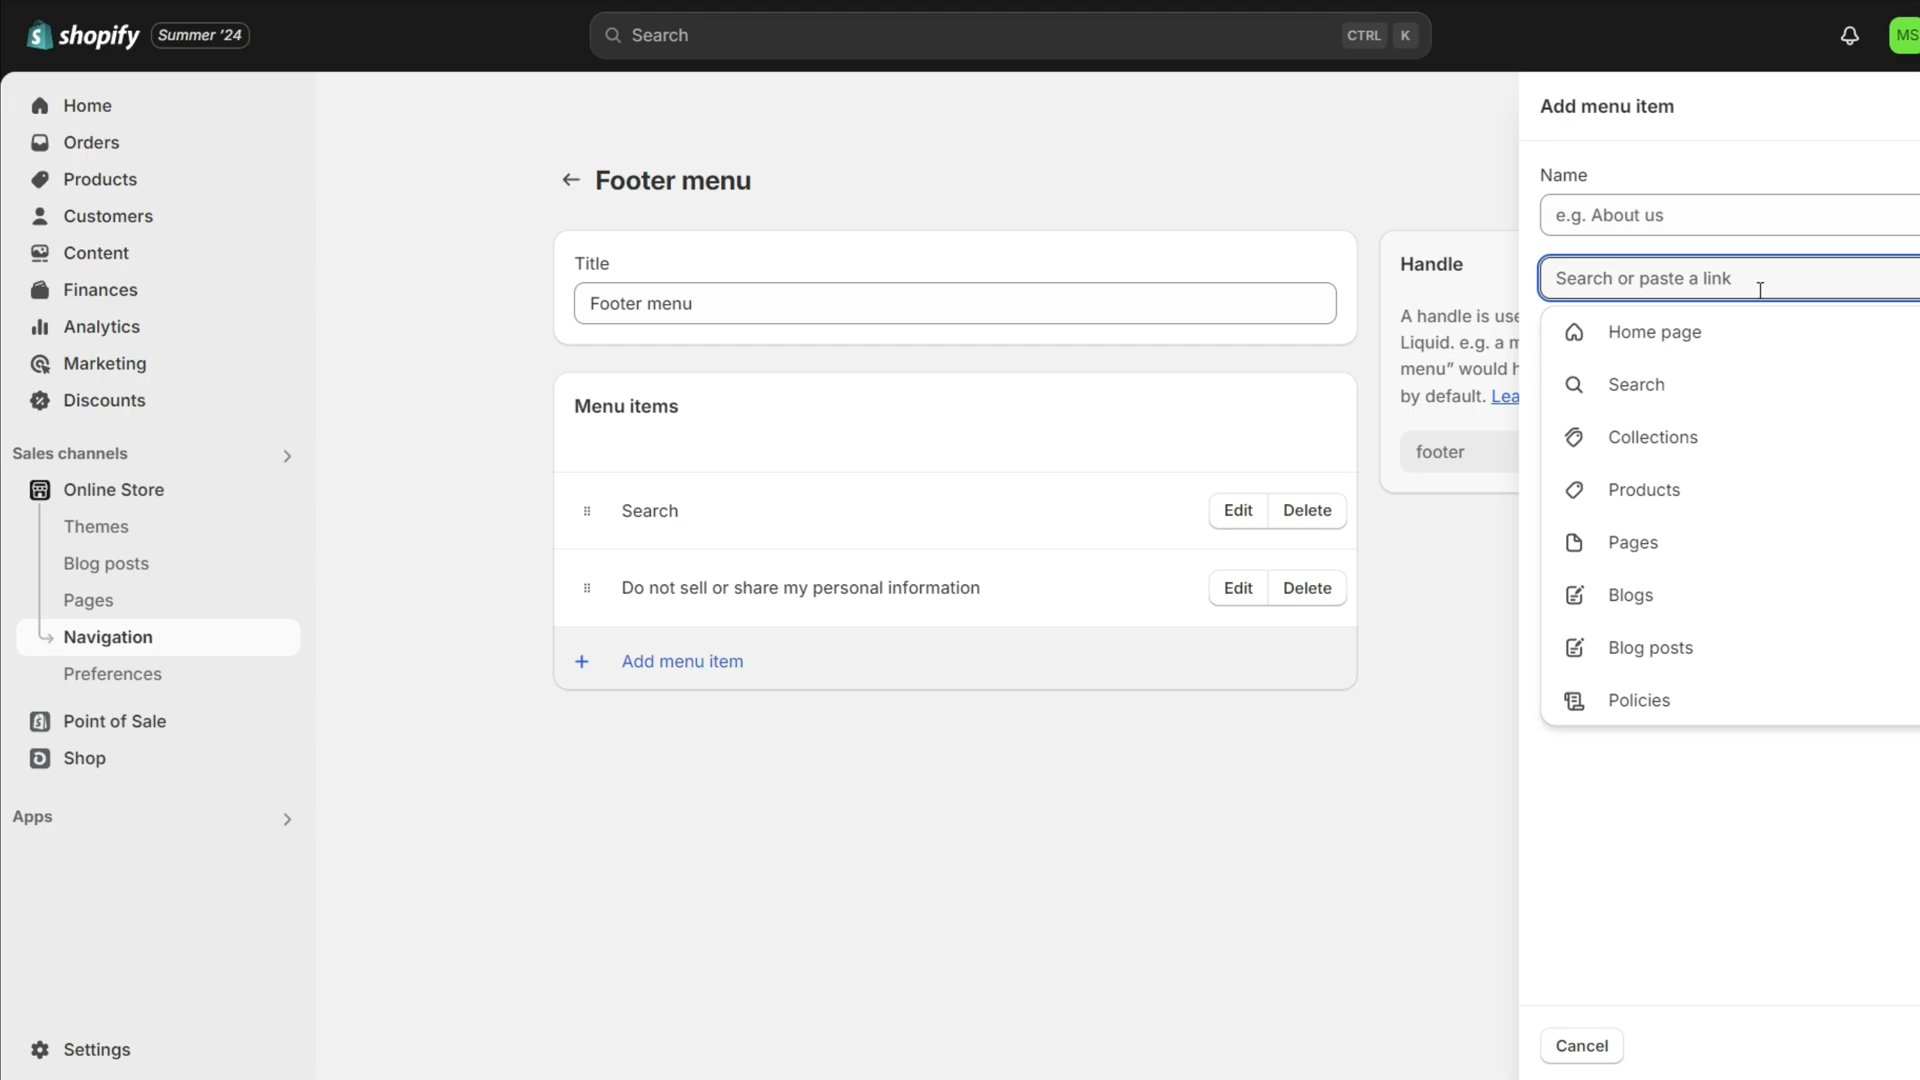 shopify Summer '24
Search CTRL K
MS
Home
Orders
Products
Customers
Content
Finances
Analytics
Marketing
Discounts
Sales channels
Online Store
Themes
Blog posts
Pages
Navigation
Preferences
Point of Sale
Shop
Apps
Settings
Footer menu
Title
Footer menu
Menu items
Search Edit Delete
Do not sell or share my personal information Edit Delete
+ Add menu item
Handle
A handle is use
Liquid. e.g. a m
menu” would h
by default. Lea
footer
Add menu item
Name
e.g. About us
Search or paste a link
Home page
Search
Collections
Products
Pages
Blogs
Blog posts
Policies
Cancel